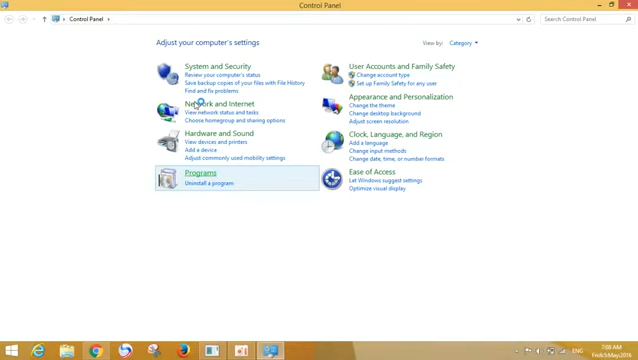 Control Panel
Control Panel
Search Control Panel
Adjust your computer's settings
View by: Category
System and Security
Review your computer's status
Save backup copies of your files with File History
Find and fix problems
Network and Internet
View network status and tasks
Choose homegroup and sharing options
Hardware and Sound
View devices and printers
Add a device
Adjust commonly used mobility settings
Programs
Uninstall a program
User Accounts and Family Safety
Change account type
Set up Family Safety for any user
Appearance and Personalization
Change the theme
Change desktop background
Adjust screen resolution
Clock, Language, and Region
Add a language
Change input methods
Change date, time, or number formats
Ease of Access
Let Windows suggest settings
Optimize visual display
ENG
7:08 AM